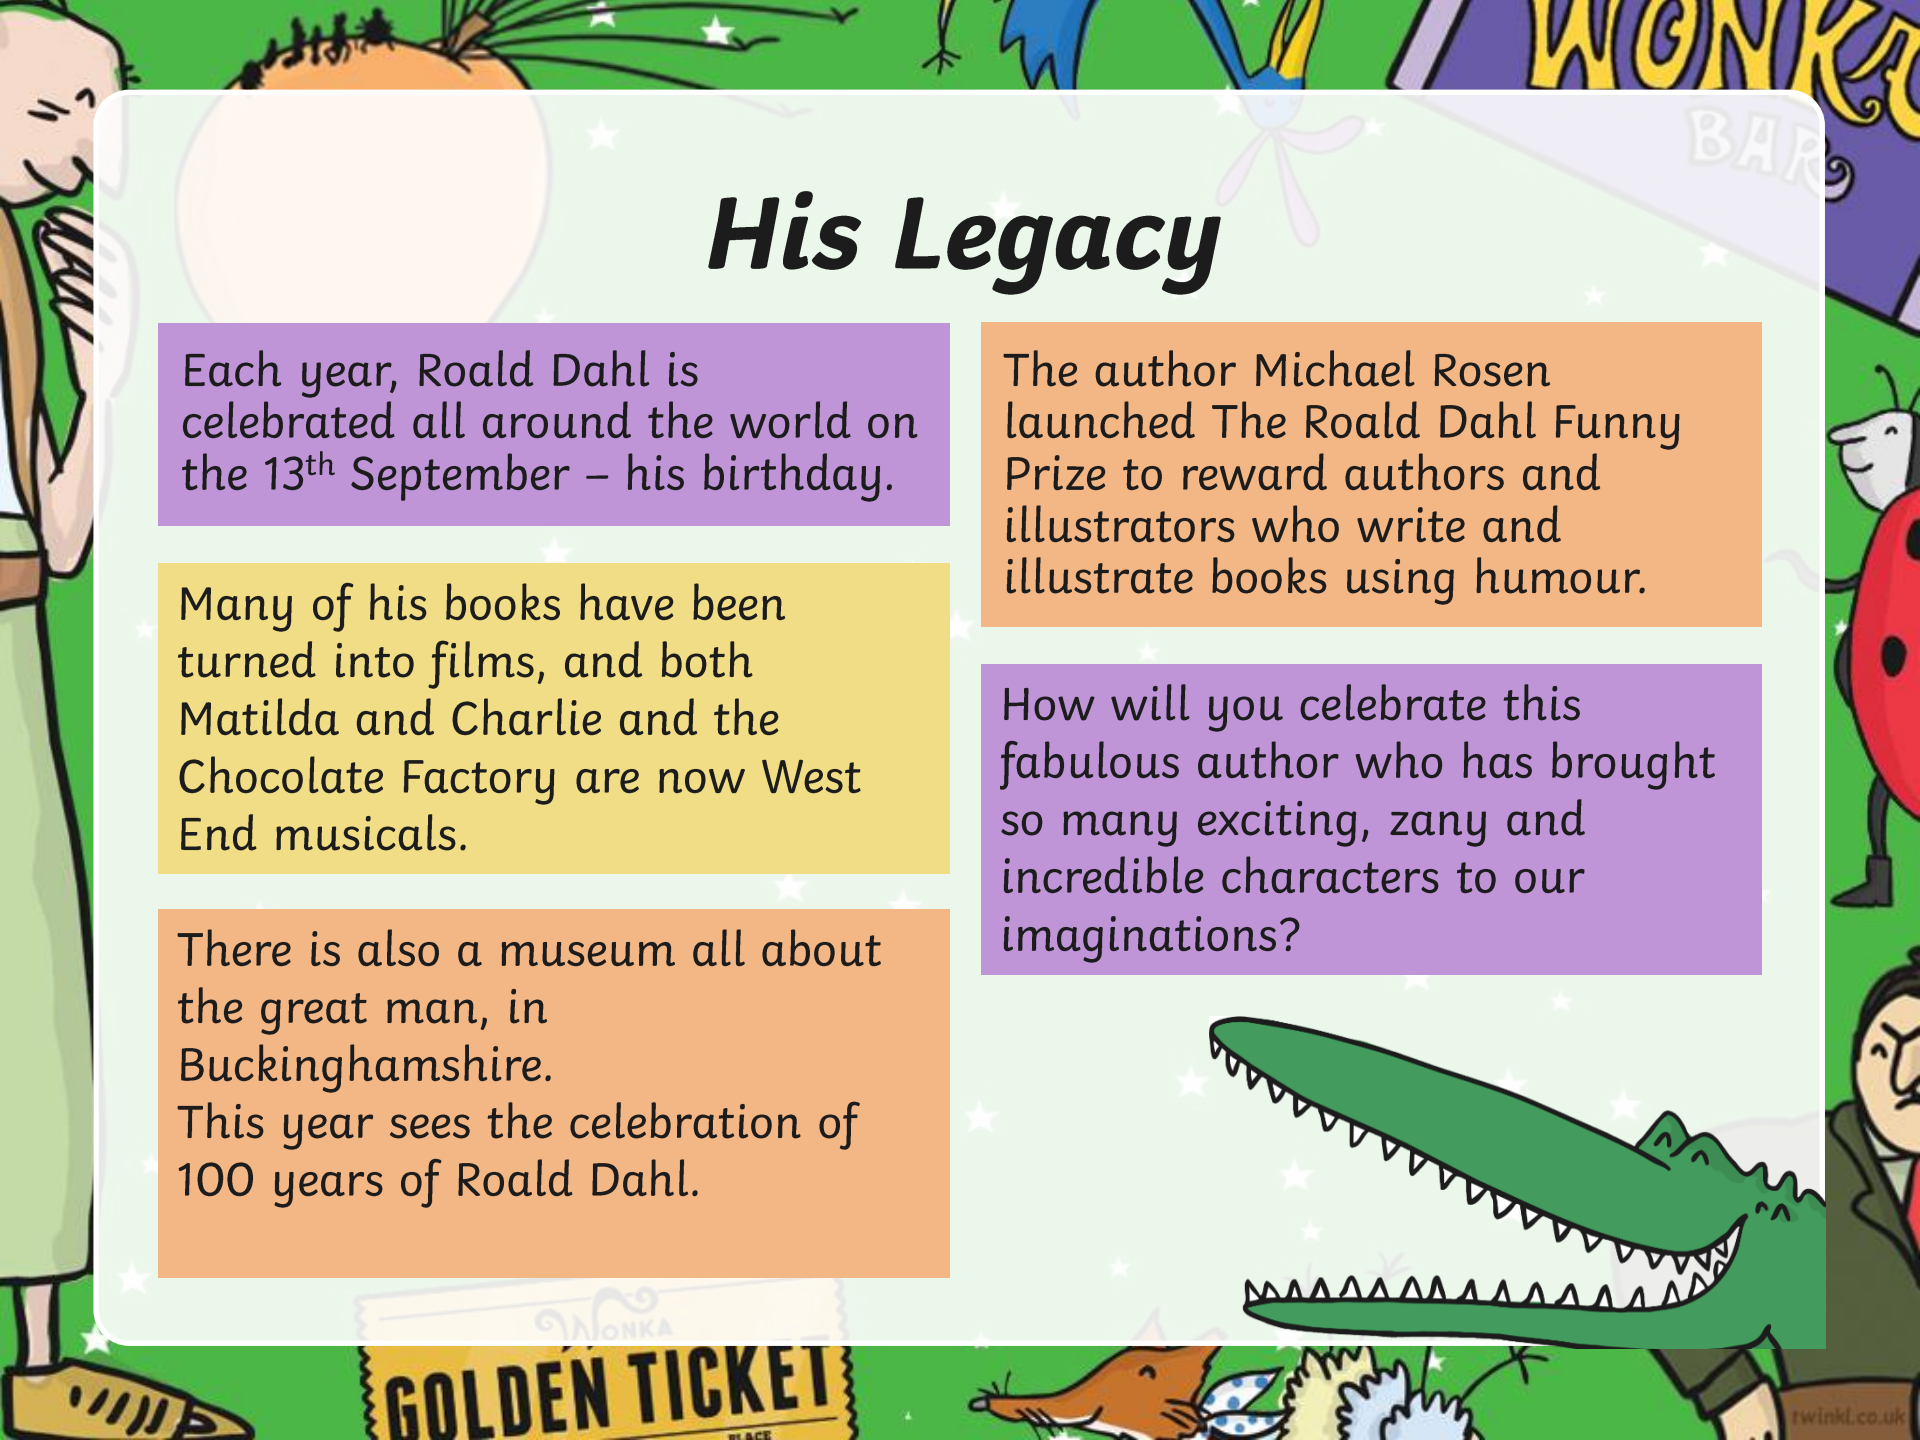 WONKA
BAR
His Legacy
Each year, Roald Dahl is
celebrated all around the world on
the 13th September – his birthday.
Many of his books have been
turned into films, and both
Matilda and Charlie and the
Chocolate Factory are now West
End musicals.
There is also a museum all about
the great man, in
Buckinghamshire.
This year sees the celebration of
100 years of Roald Dahl.
The author Michael Rosen
launched The Roald Dahl Funny
Prize to reward authors and
illustrators who write and
illustrate books using humour.
How will you celebrate this
fabulous author who has brought
so many exciting, zany and
incredible characters to our
imaginations?
WONKA
GOLDEN TICKET
PLACE
twinkl.co.uk